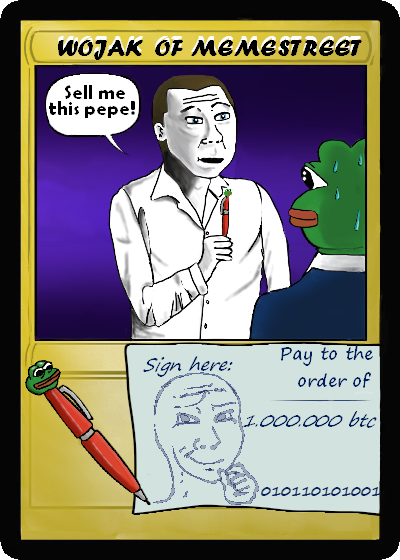 WOJAK OF MEMESTREET
Sell me
this pepe!
Sign here:
Pay to the
order of
1.000.000 btc
010110101001